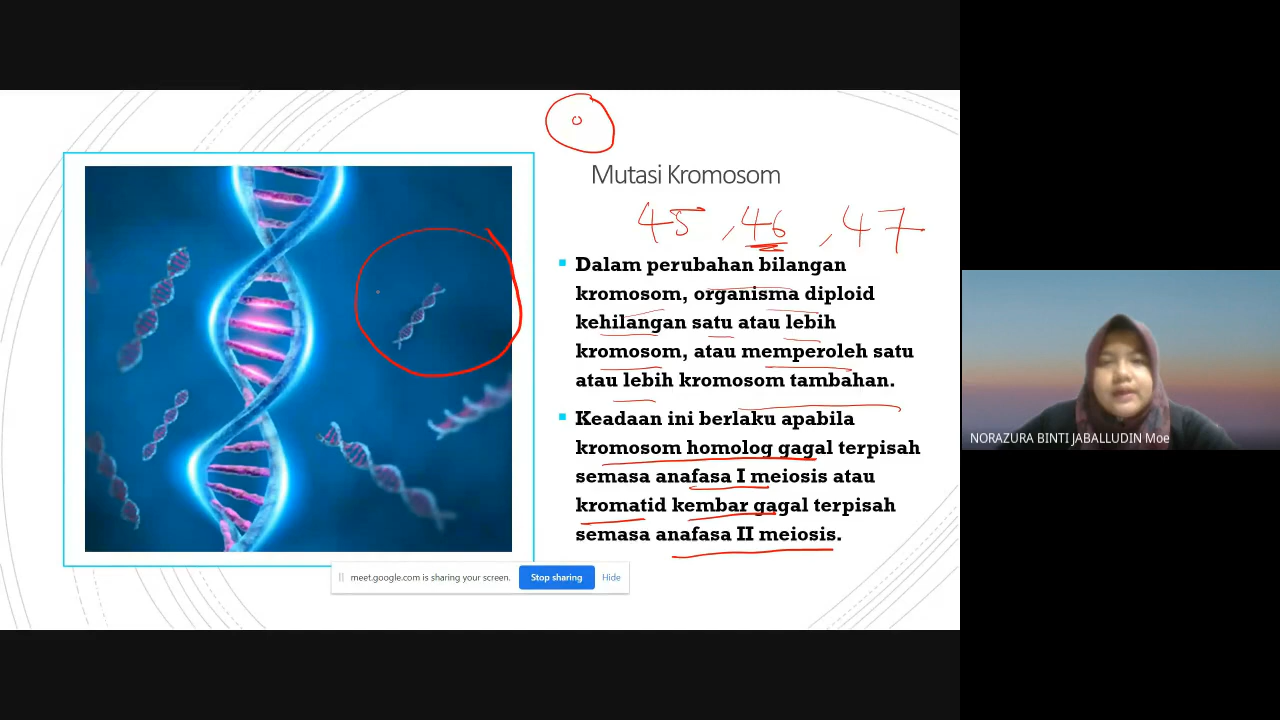 Mutasi Kromosom
45, 46, 47
Dalam perubahan bilangan
kromosom, organisma diploid
kehilangan satu atau lebih
kromosom, atau memperoleh satu
atau lebih kromosom tambahan.
Keadaan ini berlaku apabila
kromosom homolog gagal terpisah
semasa anafasa I meiosis atau
kromatid kembar gagal terpisah
semasa anafasa II meiosis.
meet.google.com is sharing your screen. Stop sharing Hide
NORAZURA BINTI JABALLUDIN Moe